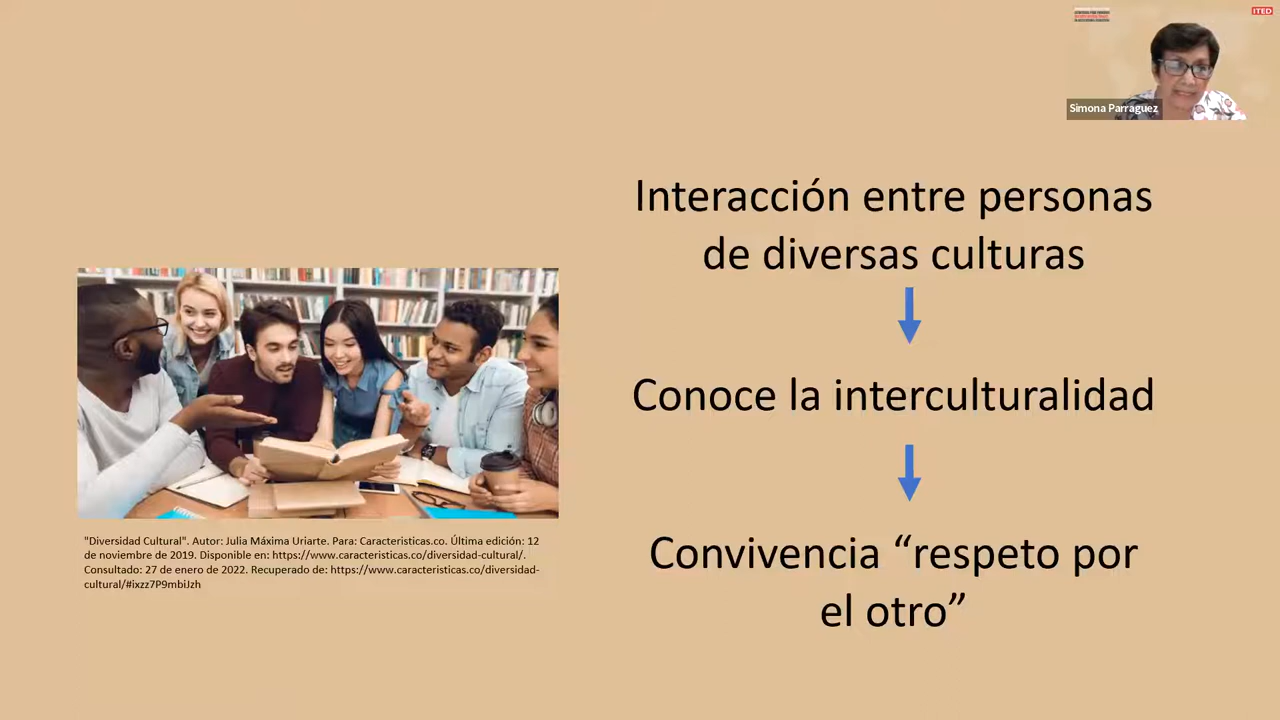 ITED
Simona Parraguez
Interacción entre personas
de diversas culturas
Conoce la interculturalidad
Convivencia “respeto por
el otro”
"Diversidad Cultural". Autor: Julia Máxima Uriarte. Para: Caracteristicas.co. Última edición: 12
de noviembre de 2019. Disponible en: https://www.caracteristicas.co/diversidad-cultural/.
Consultado: 27 de enero de 2022. Recuperado de: https://www.caracteristicas.co/diversidad-
cultural/#ixzz7P9mbiJzh